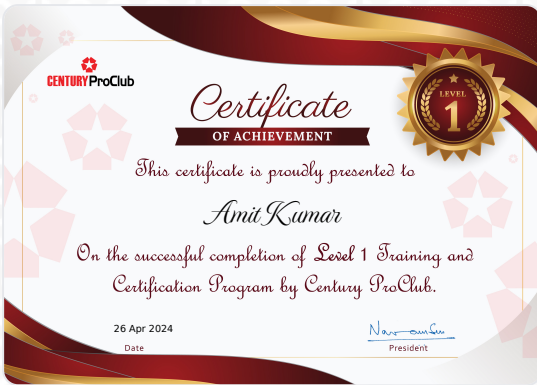 CENTURY ProClub
Certificate
OF ACHIEVEMENT
LEVEL
1
This certificate is proudly presented to
Amit Kumar
On the successful completion of Level 1 Training and
Certification Program by Century ProClub.
26 Apr 2024
Date
President